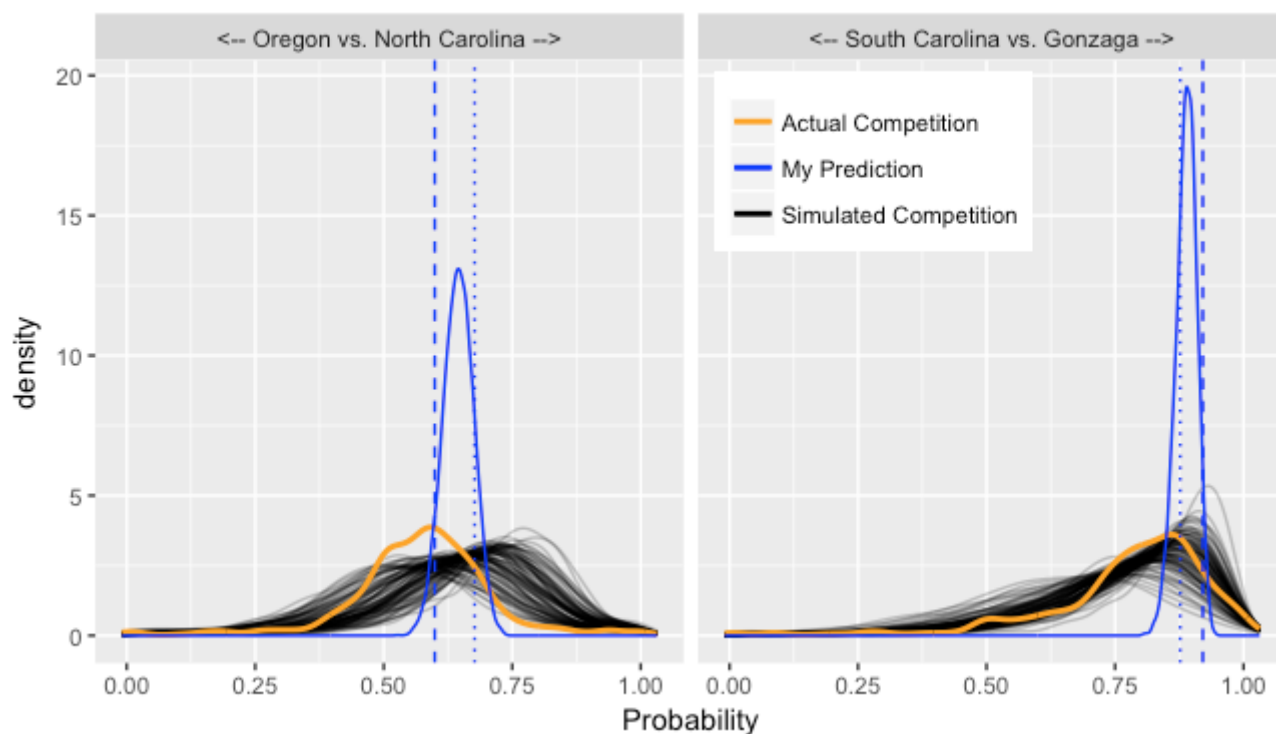 <-- Oregon vs. North Carolina -->
<-- South Carolina vs. Gonzaga -->
20
15
10
5
0
density
Actual Competition
My Prediction
Simulated Competition
0.00 0.25 0.50 0.75 1.00
0.00 0.25 0.50 0.75 1.00
Probability